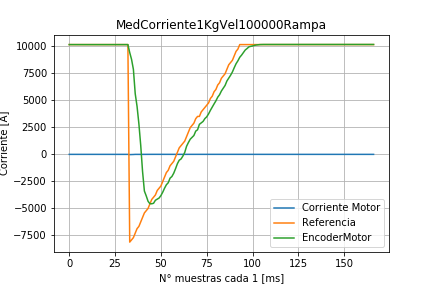 MedCorriente1KgVel100000Rampa
10000
7500
5000
2500
0
−2500
−5000
−7500
Corriente [A]
0
25
50
75
100
125
150
N° muestras cada 1 [ms]
Corriente Motor
Referencia
EncoderMotor